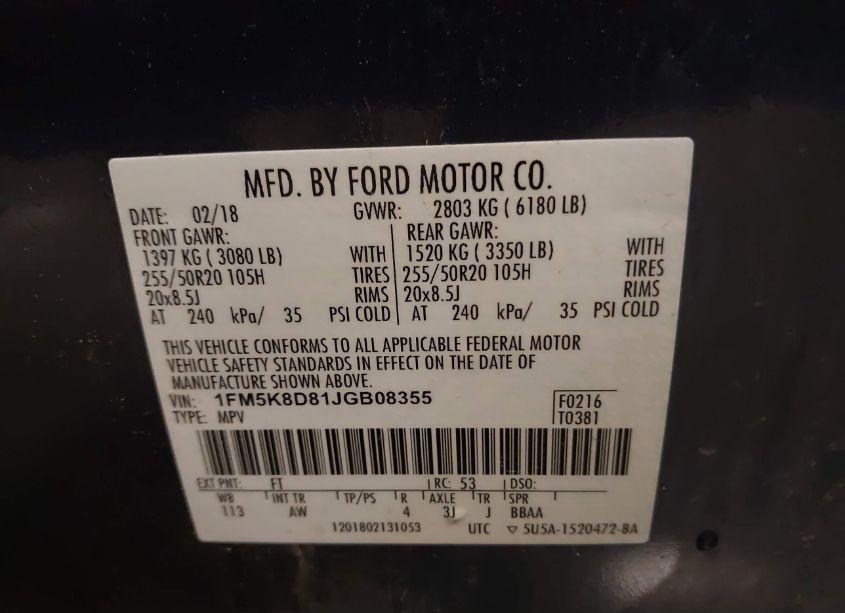 MFD. BY FORD MOTOR CO.
DATE: 02/18 GVWR: 2803 KG ( 6180 LB)
FRONT GAWR: REAR GAWR:
1397 KG ( 3080 LB) WITH 1520 KG ( 3350 LB) WITH
255/50R20 105H TIRES 255/50R20 105H TIRES
20x8.5J RIMS 20x8.5J RIMS
AT 240 kPa/ 35 PSI COLD AT 240 kPa/ 35 PSI COLD
THIS VEHICLE CONFORMS TO ALL APPLICABLE FEDERAL MOTOR
VEHICLE SAFETY STANDARDS IN EFFECT ON THE DATE OF
MANUFACTURE SHOWN ABOVE.
VIN: 1FM5K8D81JGB08355 F0216
TYPE: MPV T0381
EXT PNT: FT RC: 53 DSO:
WB INT TR TP/PS R AXLE TR SPR
113 AW 4 3J J BBAA
1201802131053 UTC ▽ 5U5A-1520472-BA